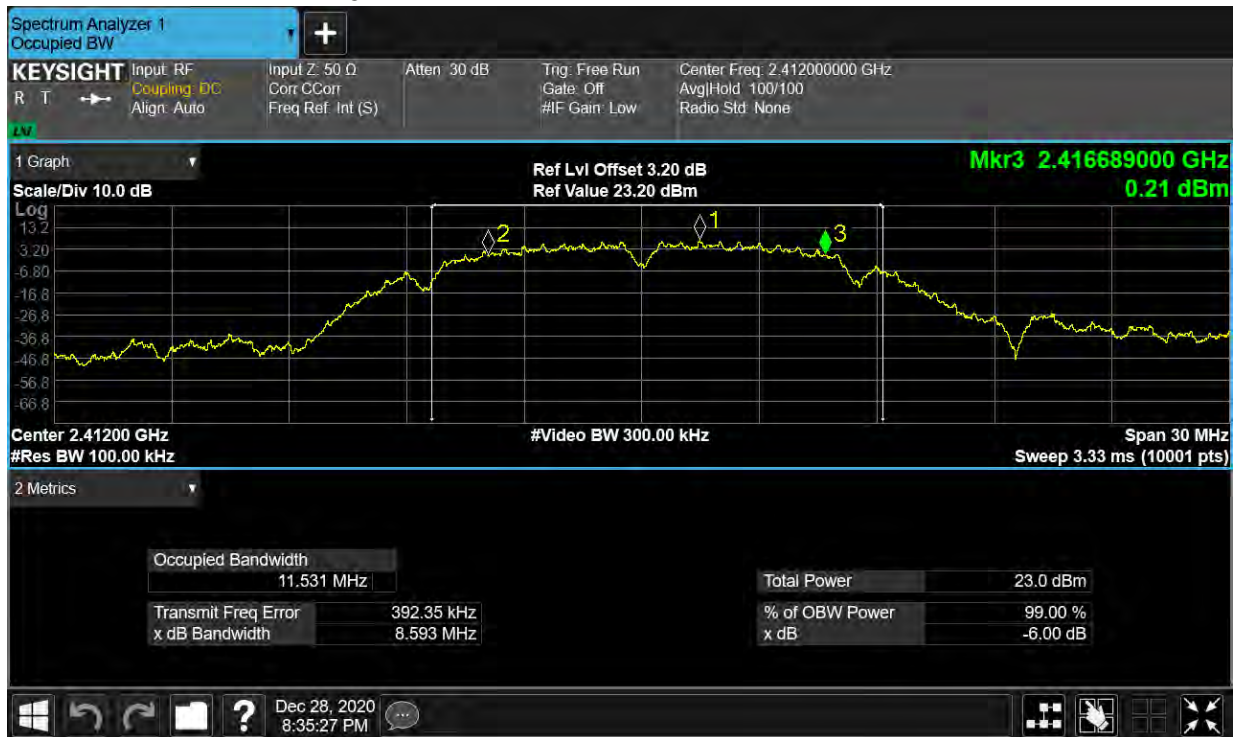 Spectrum Analyzer 1
Occupied BW
KEYSIGHT Input: RF Input Z: 50 Ω Atten: 30 dB Trig: Free Run Center Freq: 2.412000000 GHz
R T Coupling: DC Corr CCorr Gate: Off Avg|Hold: 100/100
Align: Auto Freq Ref: Int (S) #IF Gain: Low Radio Std: None
1 Graph
Scale/Div 10.0 dB
Ref Lvl Offset 3.20 dB
Ref Value 23.20 dBm
Mkr3 2.416689000 GHz
0.21 dBm
Log
13.2
3.20
-6.80
-16.8
-26.8
-36.8
-46.8
-56.8
-66.8
2
1
3
Center 2.41200 GHz #Video BW 300.00 kHz Span 30 MHz
#Res BW 100.00 kHz Sweep 3.33 ms (10001 pts)
2 Metrics
Occupied Bandwidth
11.531 MHz
Total Power 23.0 dBm
Transmit Freq Error 392.35 kHz % of OBW Power 99.00 %
x dB Bandwidth 8.593 MHz x dB -6.00 dB
?
Dec 28, 2020
8:35:27 PM